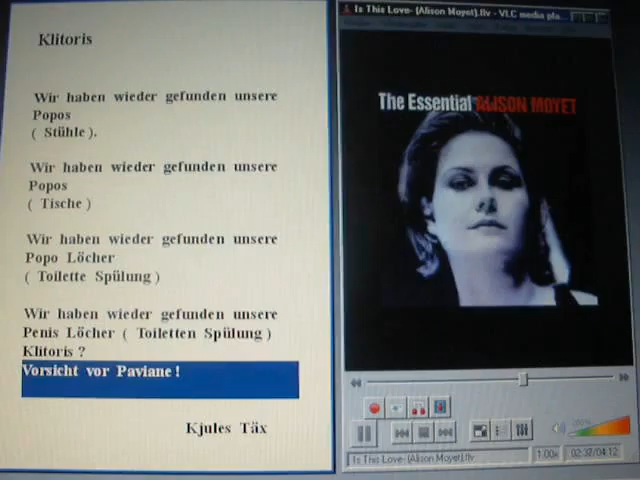 Klitoris
Wir haben wieder gefunden unsere
Popos
( Stühle ).
Wir haben wieder gefunden unsere
Popos
( Tische )
Wir haben wieder gefunden unsere
Popo Löcher
( Toilette Spülung )
Wir haben wieder gefunden unsere
Penis Löcher ( Toiletten Spülung )
Klitoris ?
Vorsicht vor Paviane !
Kjules Täx
Is This Love- (Alison Moyet).flv - VLC media pla...
The Essential ALISON MOYET
Is This Love- (Alison Moyet).flv
1.00x
02:37/04:12